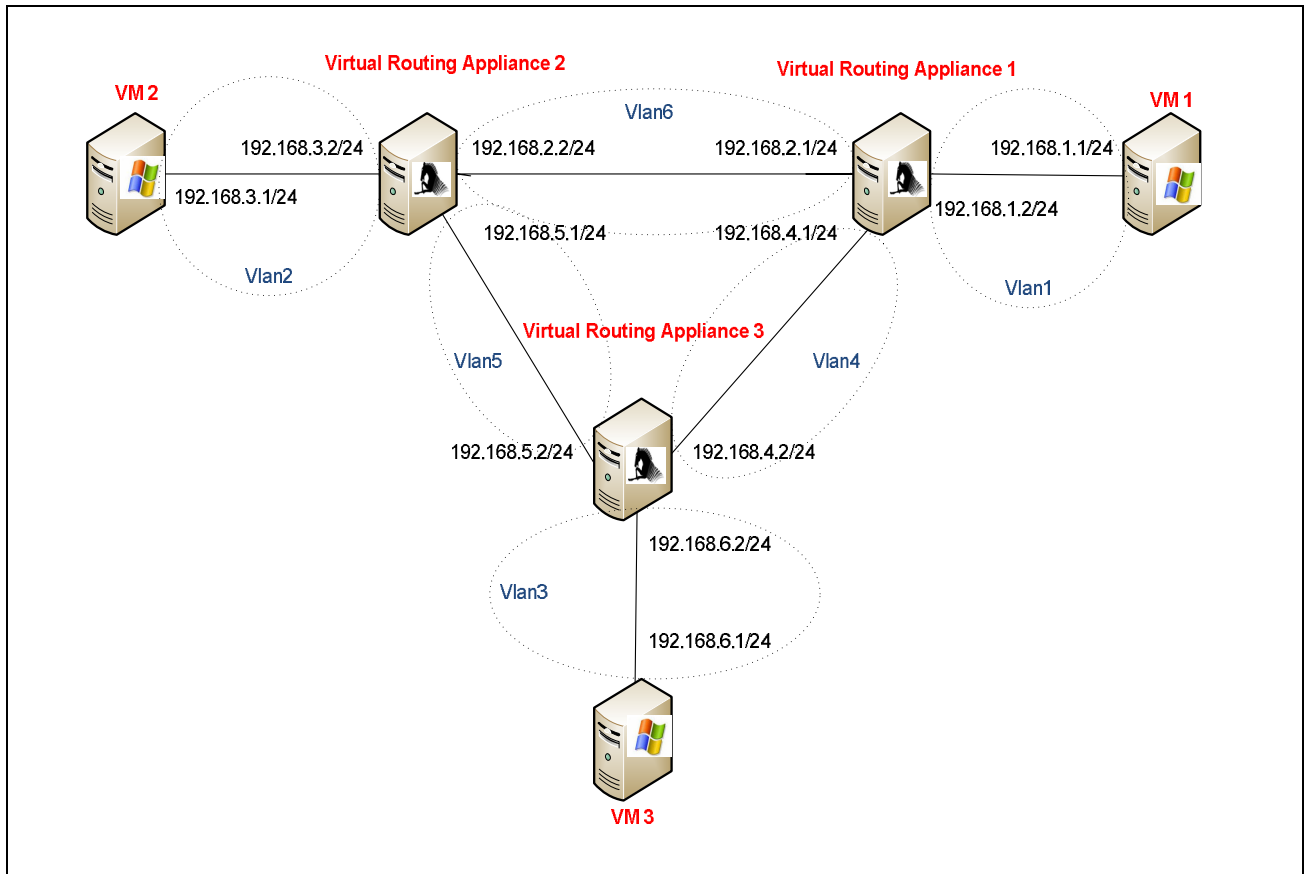 Virtual Routing Appliance 2
Virtual Routing Appliance 1
VM 2
VM 1
Vlan6
192.168.3.2/24
192.168.2.2/24
192.168.2.1/24
192.168.1.1/24
192.168.3.1/24
192.168.1.2/24
192.168.5.1/24
192.168.4.1/24
Vlan2
Vlan1
Virtual Routing Appliance 3
Vlan5
Vlan4
192.168.5.2/24
192.168.4.2/24
192.168.6.2/24
Vlan3
192.168.6.1/24
VM 3